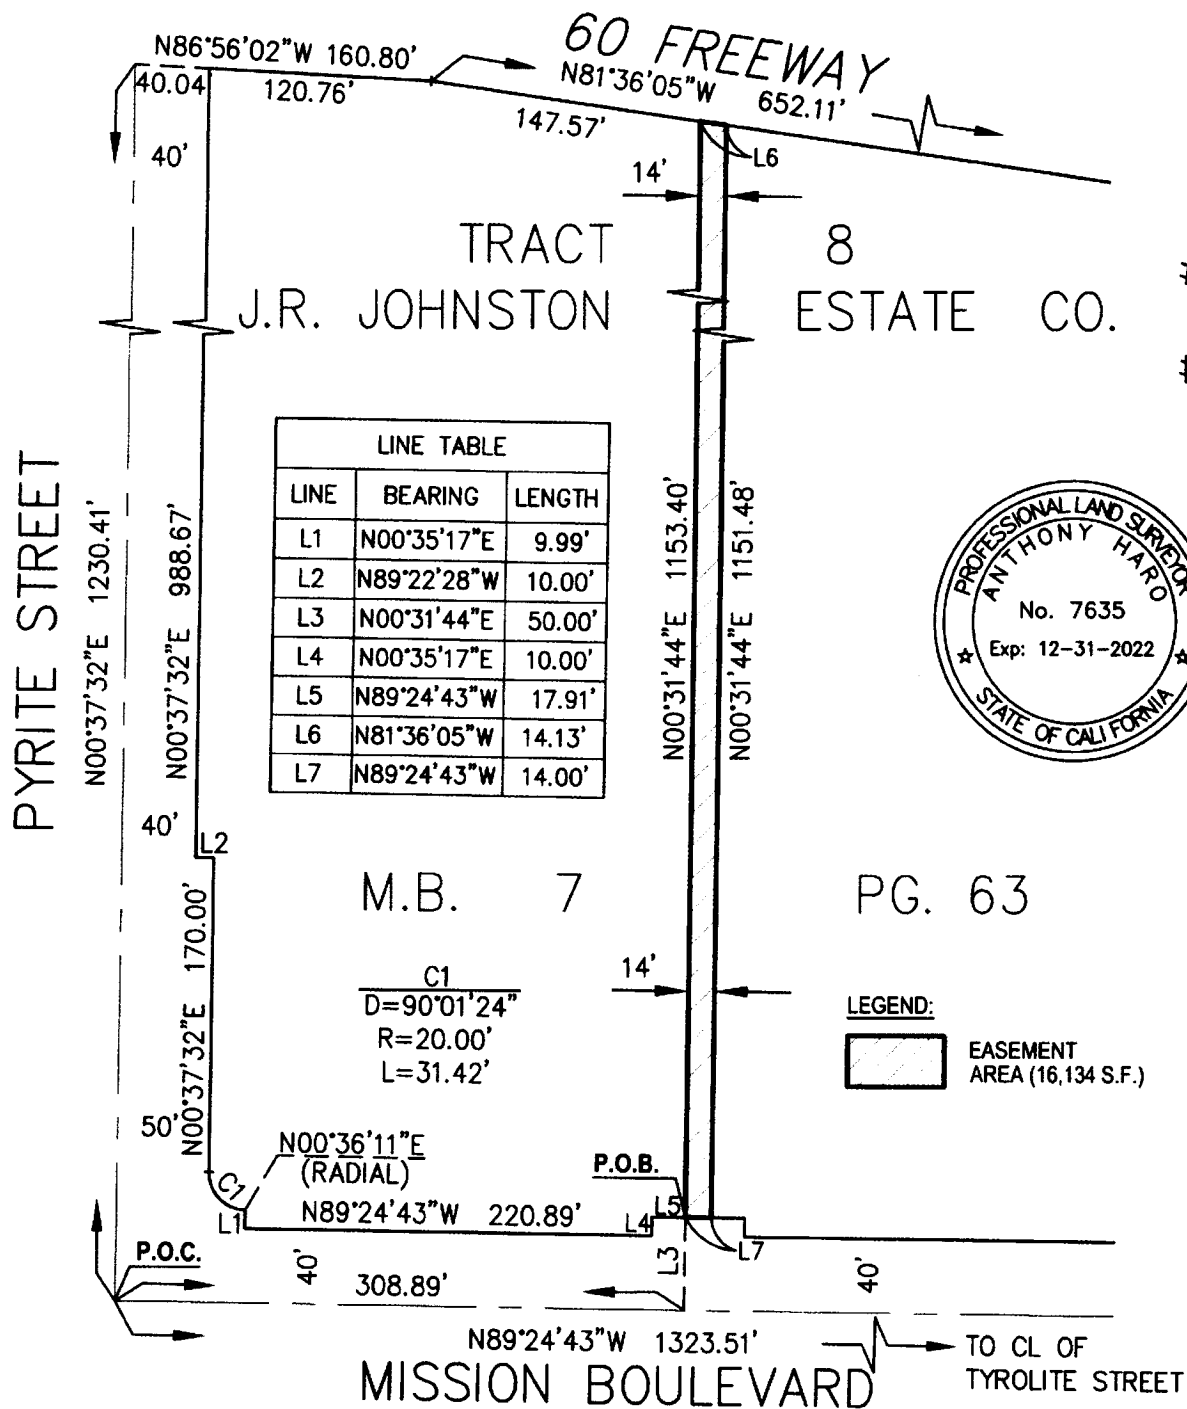 60 FREEWAY
N86°56'02"W 160.80'
N81°36'05"W 652.11'
40.04
120.76'
147.57'
40'
L6
14'
TRACT 8
J.R. JOHNSTON ESTATE CO.
PYRITE STREET
N00°37'32"E 1230.41'
N00°37'32"E 988.67'
LINE TABLE
LINE BEARING LENGTH
L1 N00°35'17"E 9.99'
L2 N89°22'28"W 10.00'
L3 N00°31'44"E 50.00'
L4 N00°35'17"E 10.00'
L5 N89°24'43"W 17.91'
L6 N81°36'05"W 14.13'
L7 N89°24'43"W 14.00'
N00°31'44"E 1153.40'
N00°31'44"E 1151.48'
PROFESSIONAL LAND SURVEYOR
ANTHONY HARO
No. 7635
Exp: 12-31-2022
STATE OF CALIFORNIA
40'
L2
M.B. 7 PG. 63
N00°37'32"E 170.00'
C1
D=90°01'24"
R=20.00'
L=31.42'
14'
LEGEND:
EASEMENT
AREA (16,134 S.F.)
50'
N00°36'11"E
(RADIAL)
P.O.B.
C1
L1
N89°24'43"W 220.89'
L4
L5
L3
L7
P.O.C.
40'
308.89'
40'
N89°24'43"W 1323.51'
TO CL OF
TYROLITE STREET
MISSION BOULEVARD